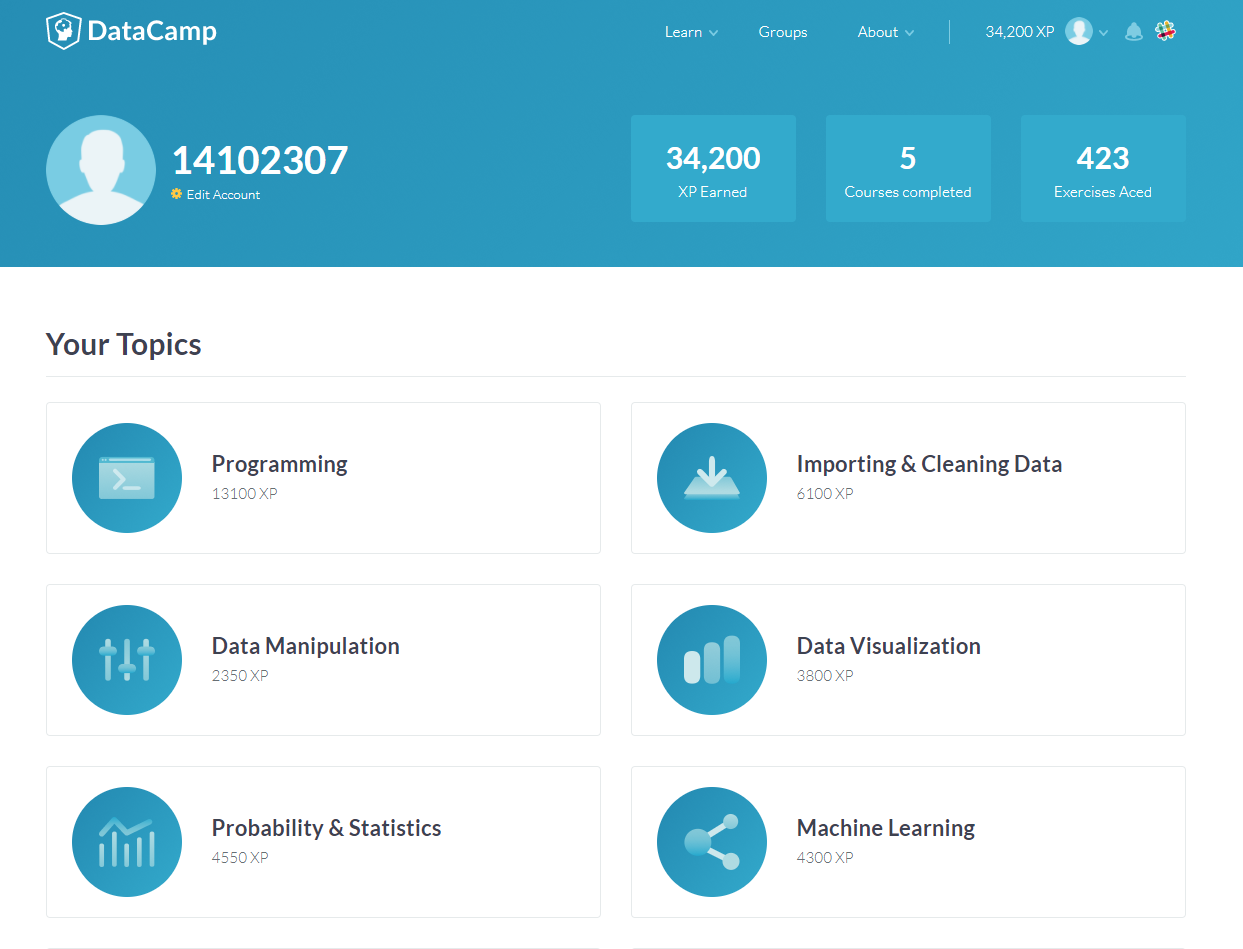 DataCamp
Learn Groups About 34,200 XP
14102307
Edit Account
34,200
XP Earned
5
Courses completed
423
Exercises Aced
Your Topics
Programming
13100 XP
Importing & Cleaning Data
6100 XP
Data Manipulation
2350 XP
Data Visualization
3800 XP
Probability & Statistics
4550 XP
Machine Learning
4300 XP